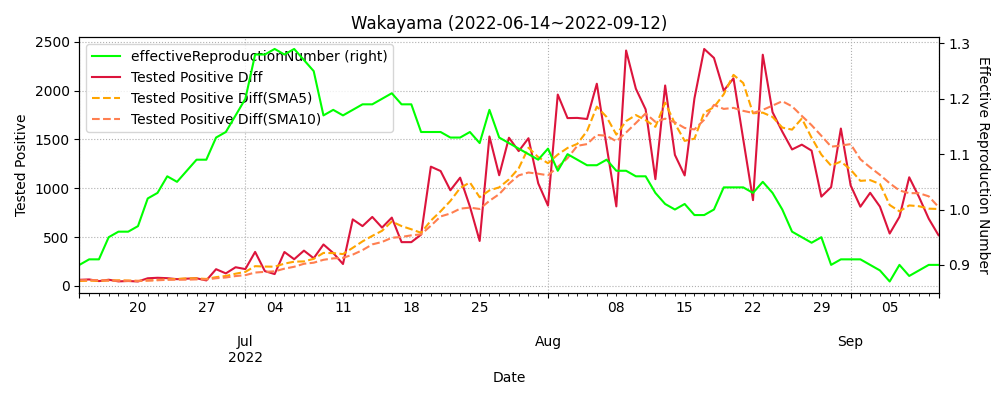 Wakayama (2022-06-14~2022-09-12)
effectiveReproductionNumber (right)
Tested Positive Diff
Tested Positive Diff(SMA5)
Tested Positive Diff(SMA10)
Tested Positive
2500
2000
1500
1000
500
0
1.3
1.2
1.1
1.0
0.9
Effective Reproduction Number
20 27 04 11 18 25 08 15 22 29 05
Jul Aug Sep
2022
Date